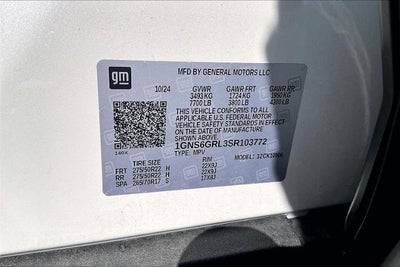 gm
MFD BY GENERAL MOTORS LLC
10/24 GVWR GAWR FRT GAWR RR
3493 KG 1724 KG 1950 KG
7700 LB 3800 LB 4300 LB
THIS VEHICLE CONFORMS TO ALL
APPLICABLE U.S. FEDERAL MOTOR
VEHICLE SAFETY STANDARDS IN
EFFECT ON THE DATE OF MANUFACTURE
SHOWN ABOVE.
1GNS6GRL3SR103772
TYPE: MPV MODEL:
TIRE SIZE RIM
FRT 275/50R22 H 22X9J
RR 275/50R22 H 22X9J
SPA 265/70R17 S 17X8J